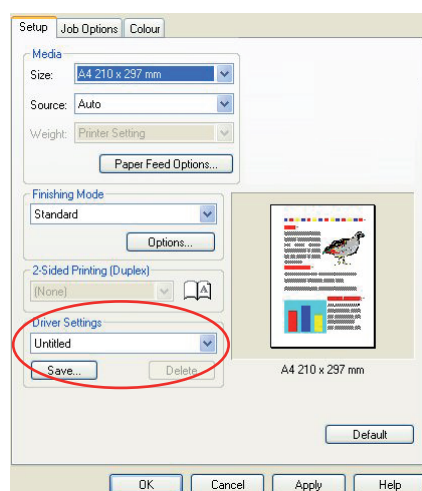 Setup Job Options Colour
Media
Size: A4 210 x 297 mm
Source: Auto
Weight: Printer Setting
Paper Feed Options...
Finishing Mode
Standard
Options...
2-Sided Printing (Duplex)
(None)
A
Driver Settings
Untitled
Save... Delete
A4 210 x 297 mm
Default
OK Cancel Apply Help